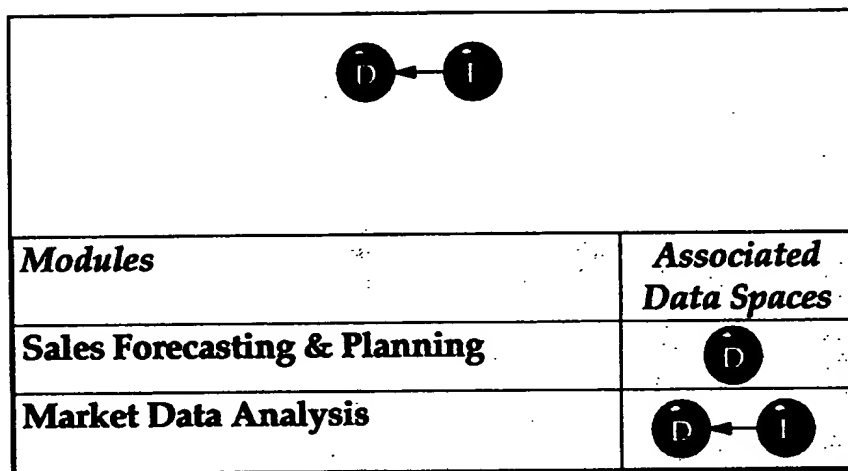 D I
Modules
Associated
Data Spaces
Sales Forecasting & Planning
D
Market Data Analysis
D I